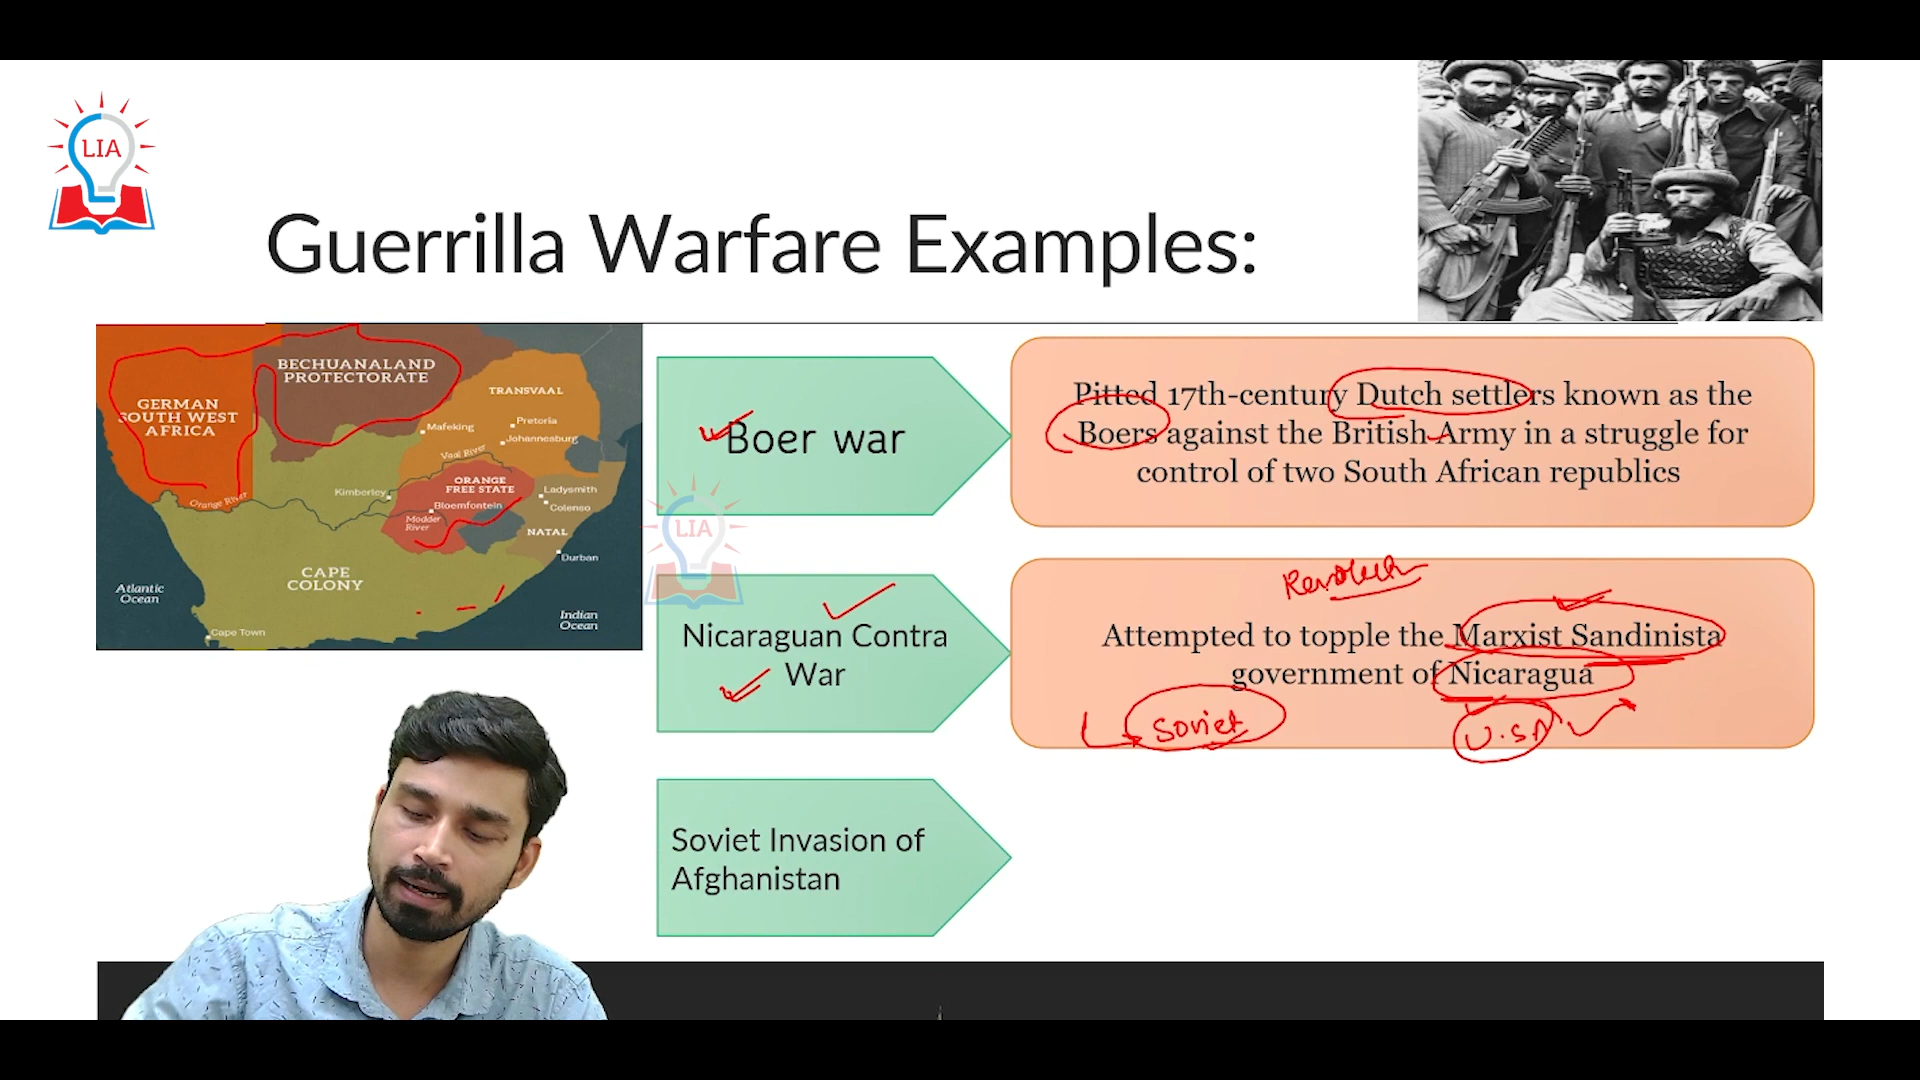 LIA
Guerrilla Warfare Examples:
BECHUANALAND
PROTECTORATE
GERMAN
SOUTH WEST
AFRICA
TRANSVAAL
Pretoria
Mafeking
Johannesburg
Vaal River
ORANGE
FREE STATE
Kimberley
Ladysmith
Orange River
Bloemfontein
Colenso
Modder
River
NATAL
Durban
CAPE
COLONY
Atlantic
Ocean
Indian
Ocean
Cape Town
Boer war
Pitted 17th-century Dutch settlers known as the
Boers against the British Army in a struggle for
control of two South African republics
LIA
Nicaraguan Contra
War
Attempted to topple the Marxist Sandinista
government of Nicaragua
Soviet
U.SA
Soviet Invasion of
Afghanistan